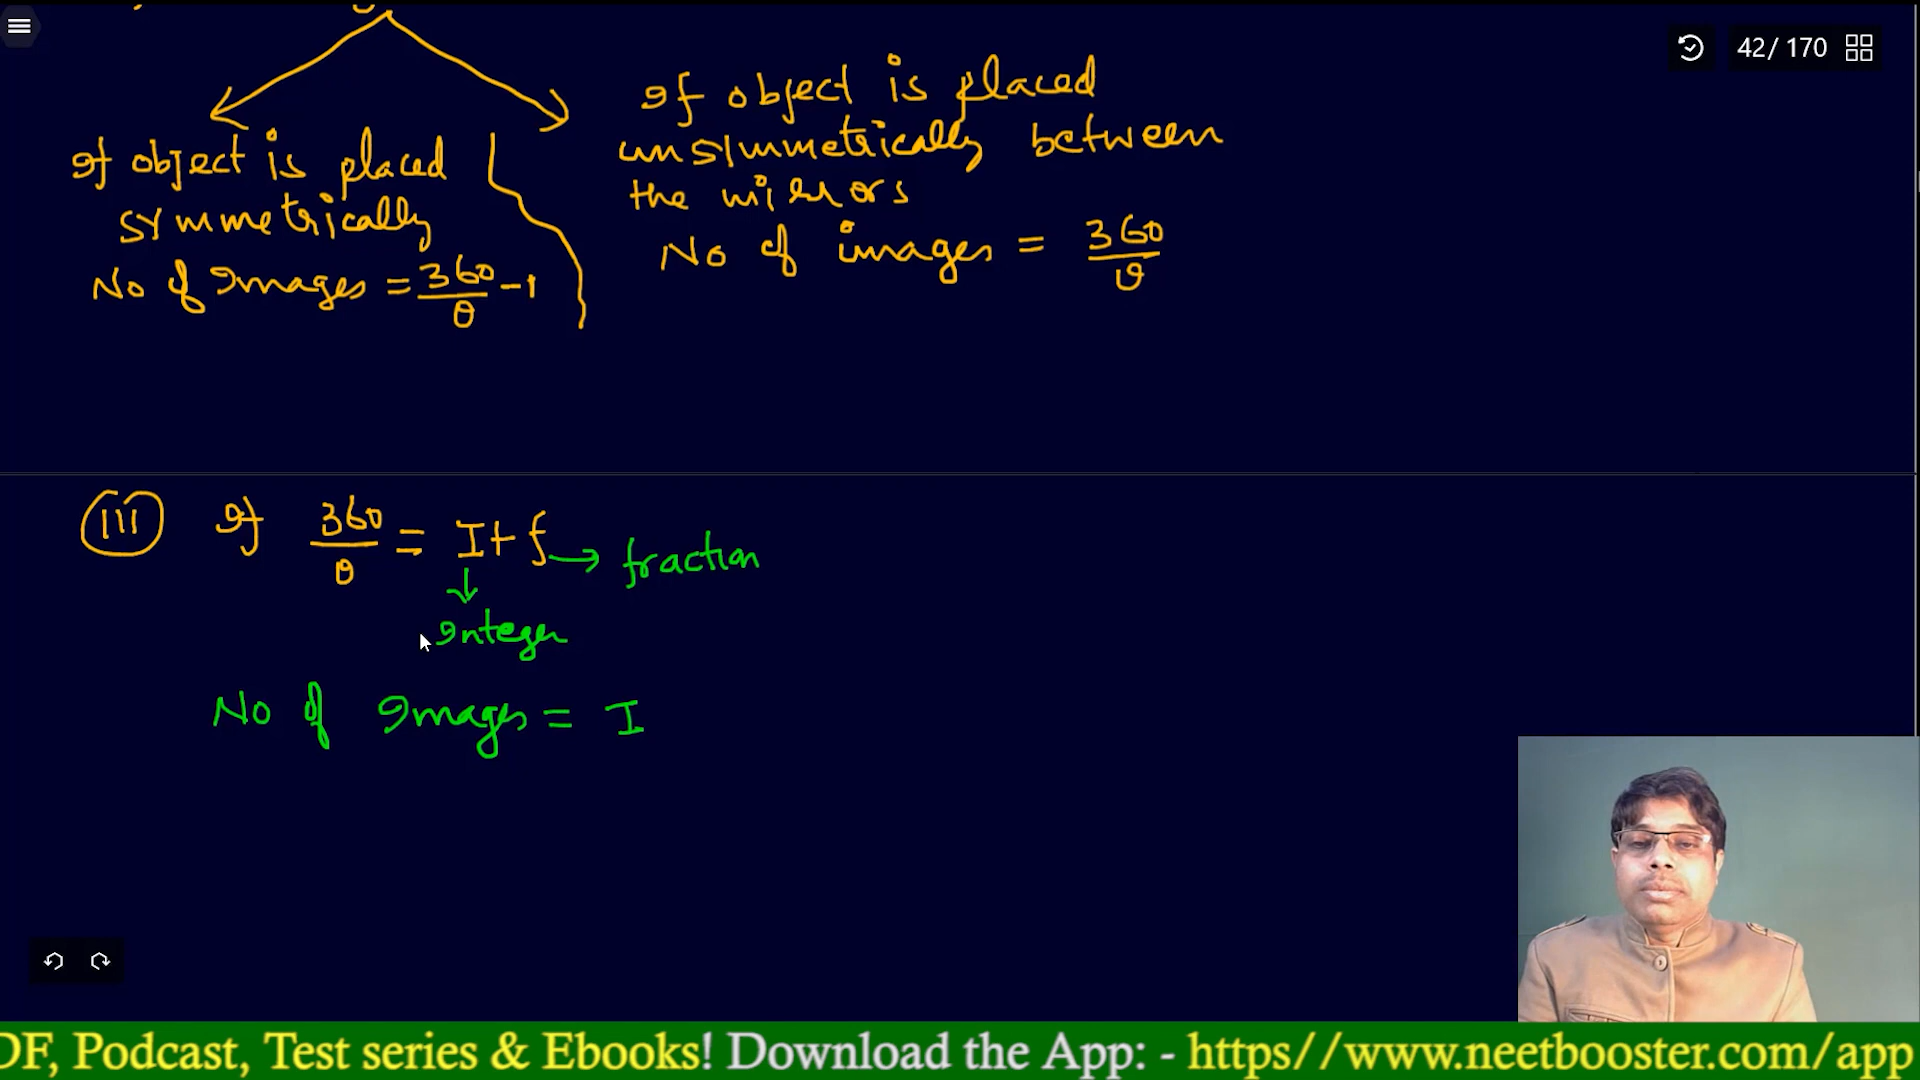 42/ 170
If object is placed
symmetrically
No of Images = 360/θ -1
If object is placed
unsymmetrically between
the mirrors
No of images = 360/θ
(III) If 360/θ = I+f → fraction
↓
Integer
No of Images = I
DF, Podcast, Test series & Ebooks! Download the App: - https//www.neetbooster.com/app